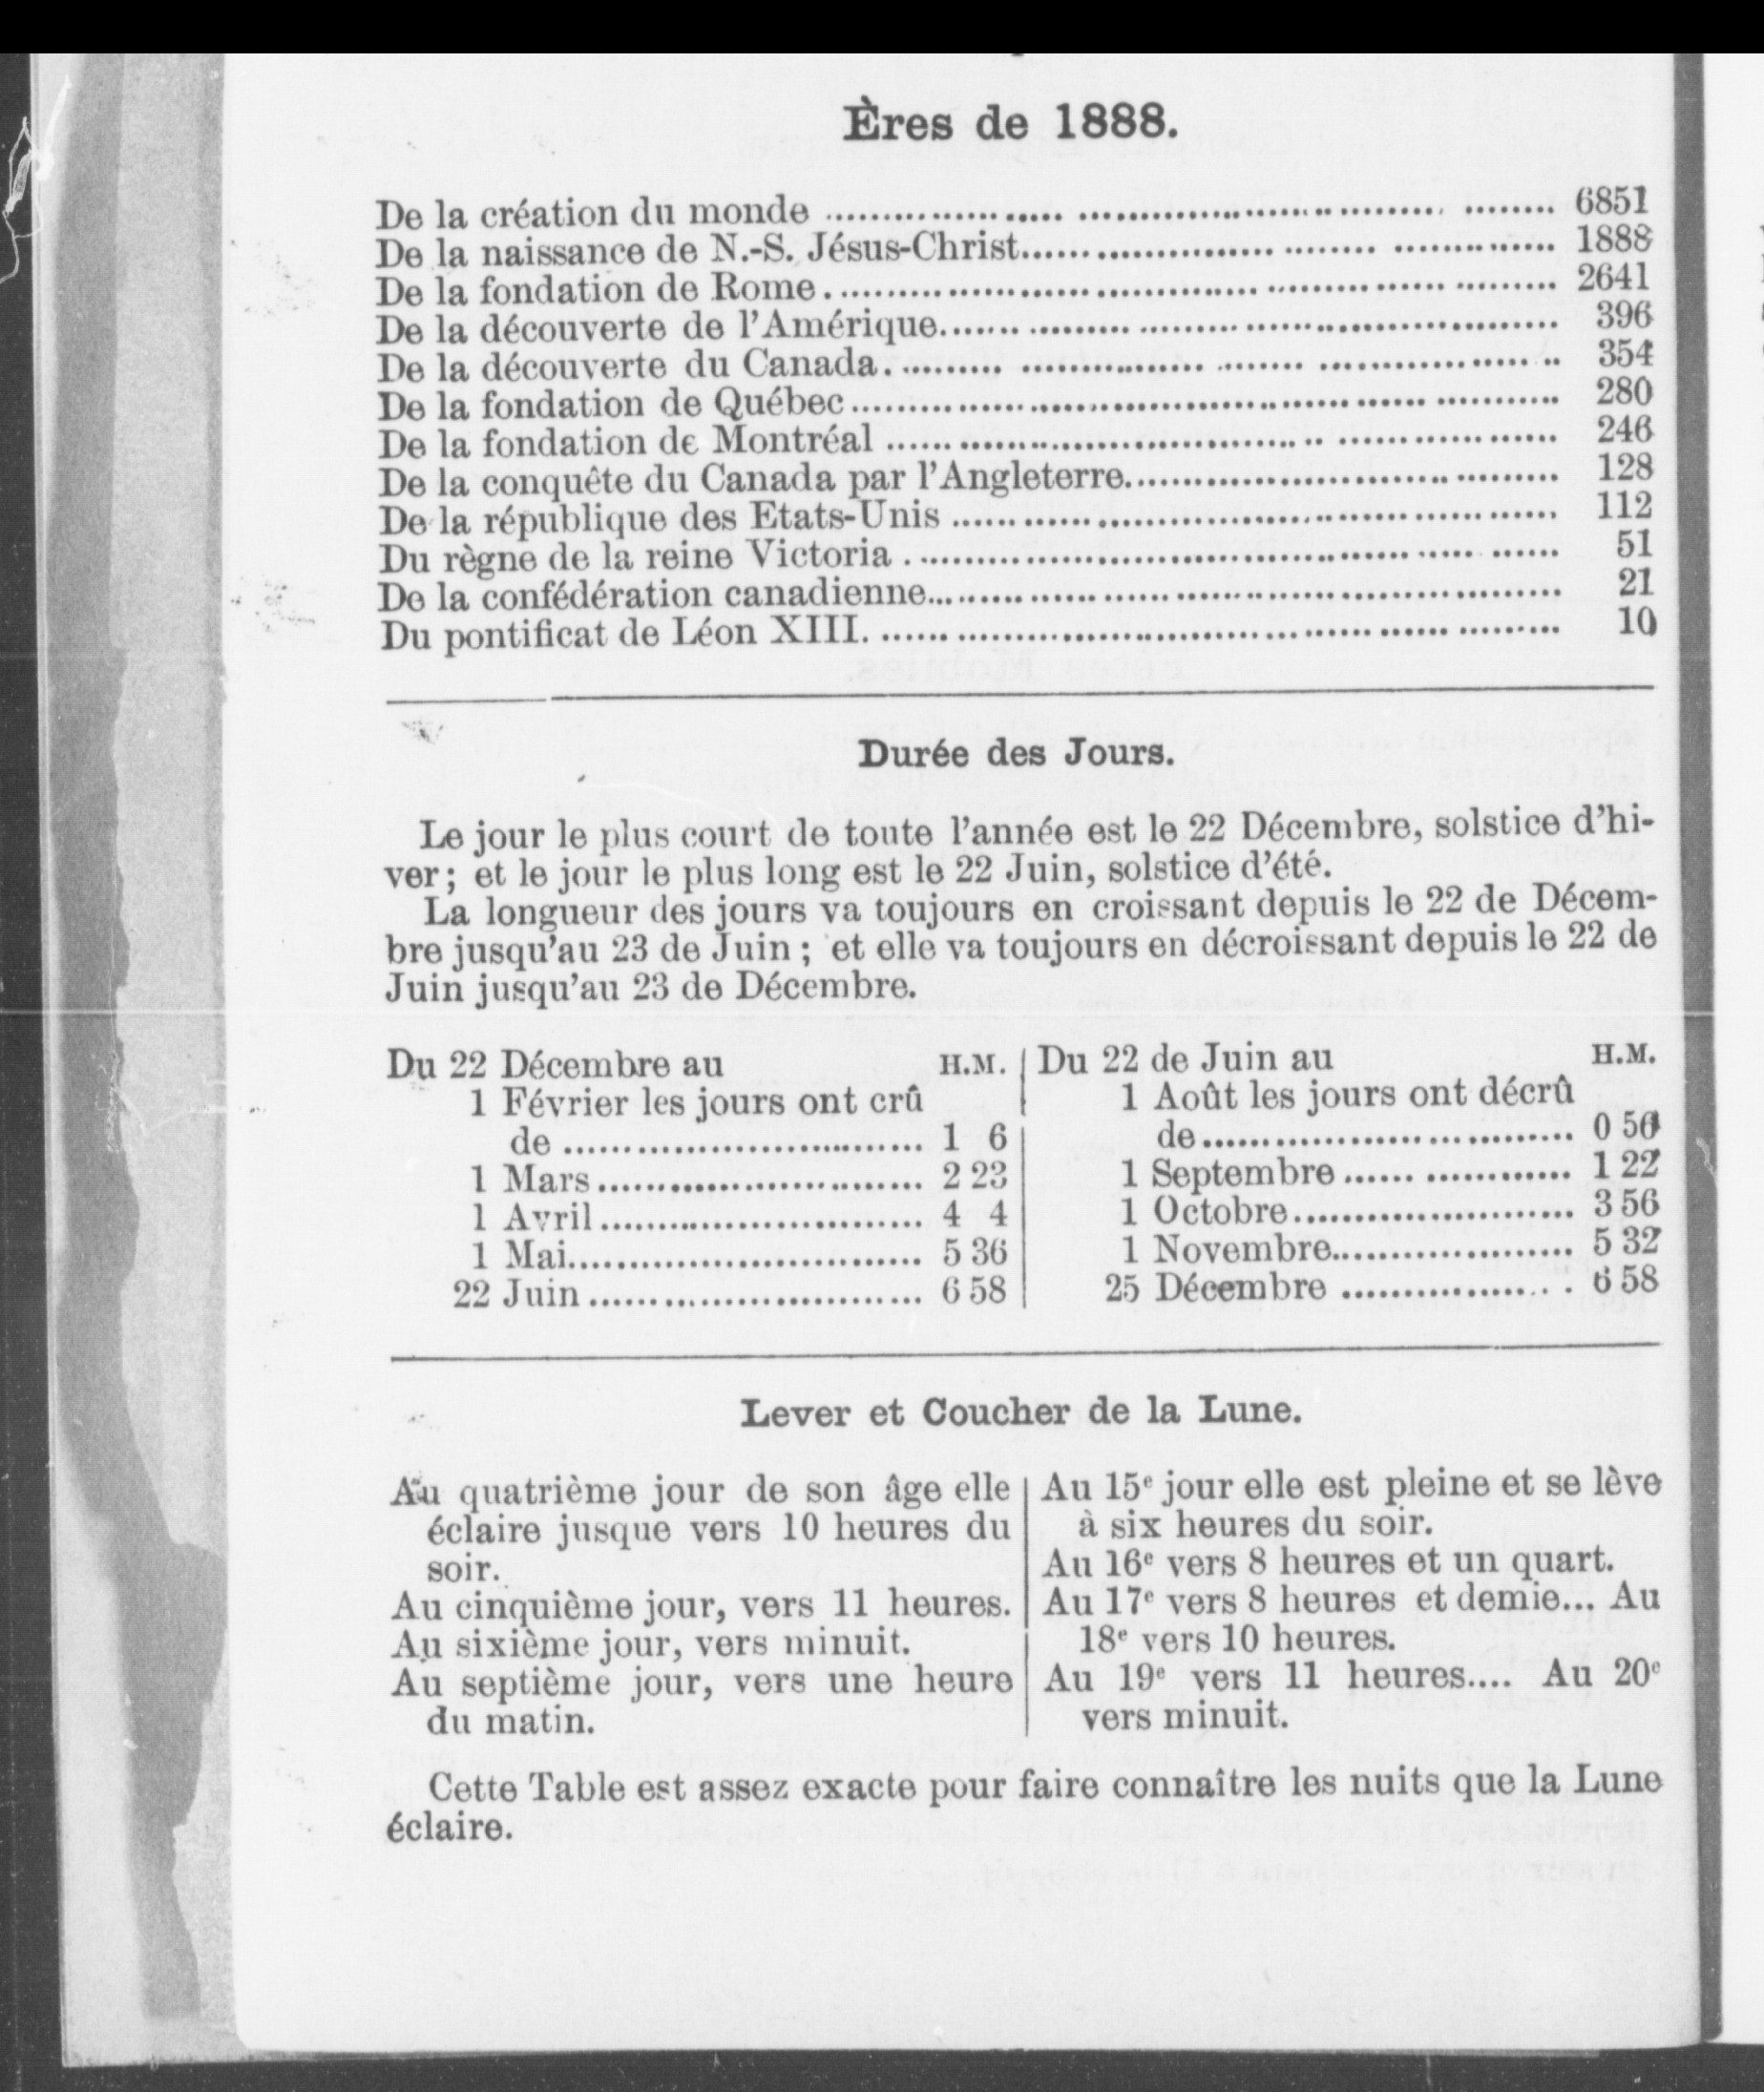 Ères de 1888.
De la création du monde ........ 6851
De la naissance de N.-S. Jésus-Christ........ 1888
De la fondation de Rome ........ 2641
De la découverte de l'Amérique........ 396
De la découverte du Canada ........ 354
De la fondation de Québec ........ 280
De la fondation de Montréal ........ 246
De la conquête du Canada par l'Angleterre........ 128
De la république des Etats-Unis ........ 112
Du règne de la reine Victoria ........ 51
De la confédération canadienne........ 21
Du pontificat de Léon XIII. ........ 10
Durée des Jours.
Le jour le plus court de toute l'année est le 22 Décembre, solstice d'hi-
ver ; et le jour le plus long est le 22 Juin, solstice d'été.
La longueur des jours va toujours en croissant depuis le 22 de Décem-
bre jusqu'au 23 de Juin ; et elle va toujours en décroissant depuis le 22 de
Juin jusqu'au 23 de Décembre.
Du 22 Décembre au H.M.
1 Février les jours ont crû
de ........ 1 6
1 Mars ........ 2 23
1 Avril ........ 4 4
1 Mai........ 5 36
22 Juin ........ 6 58
Du 22 de Juin au H.M.
1 Août les jours ont décrû
de ........ 0 56
1 Septembre ........ 1 22
1 Octobre ........ 3 56
1 Novembre........ 5 32
25 Décembre ........ 6 58
Lever et Coucher de la Lune.
Au quatrième jour de son âge elle
éclaire jusque vers 10 heures du
soir.
Au cinquième jour, vers 11 heures.
Au sixième jour, vers minuit.
Au septième jour, vers une heure
du matin.
Au 15e jour elle est pleine et se lève
à six heures du soir.
Au 16e vers 8 heures et un quart.
Au 17e vers 8 heures et demie... Au
18e vers 10 heures.
Au 19e vers 11 heures.... Au 20e
vers minuit.
Cette Table est assez exacte pour faire connaître les nuits que la Lune
éclaire.